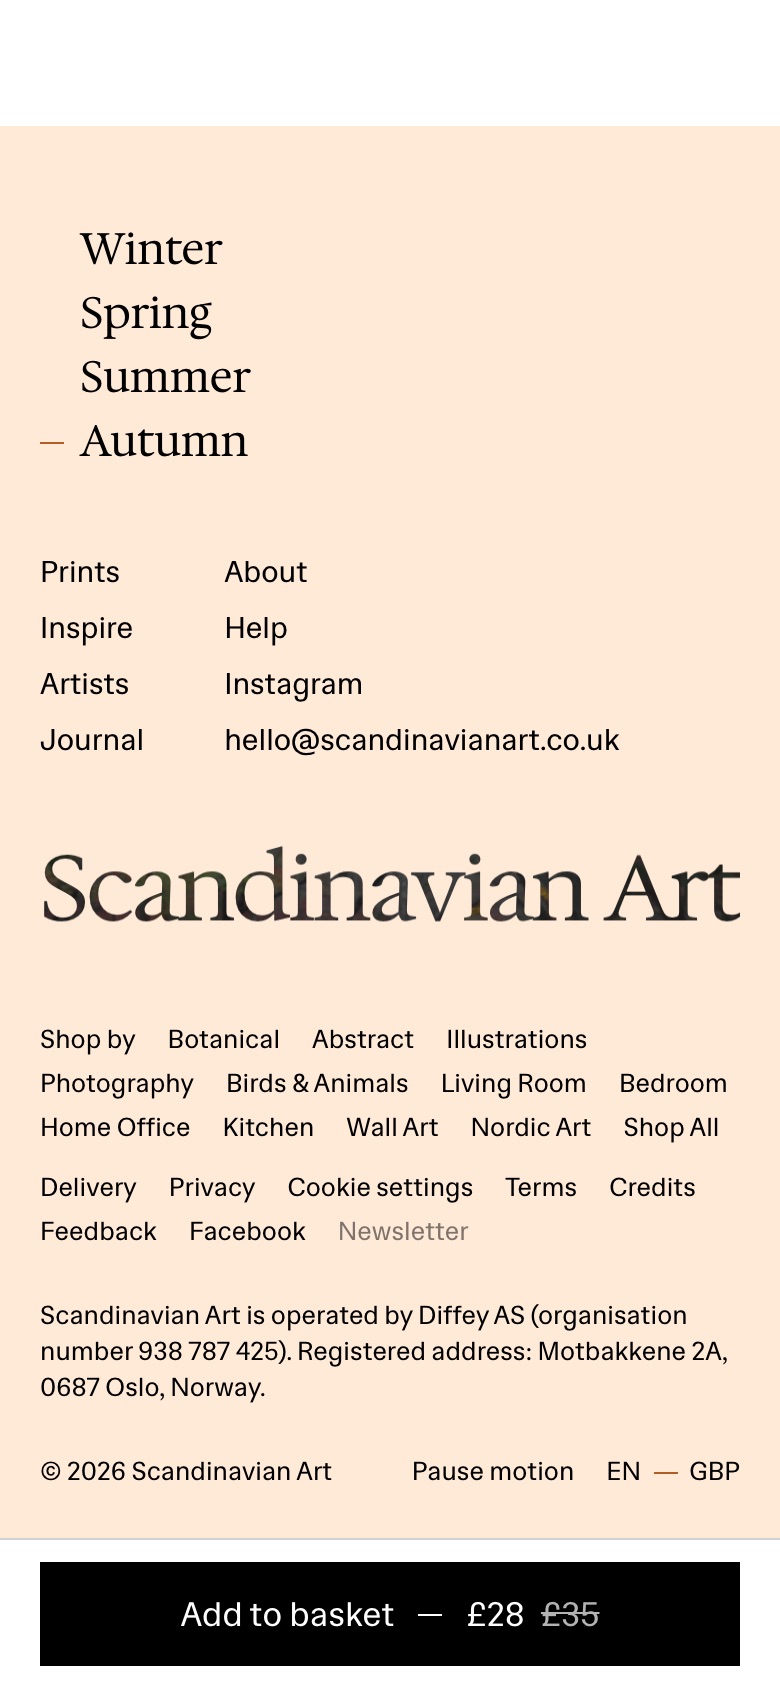 Winter
Spring
Summer
— Autumn
Prints About
Inspire Help
Artists Instagram
Journal hello@scandinavianart.co.uk
Scandinavian Art
Shop by Botanical Abstract Illustrations
Photography Birds & Animals Living Room Bedroom
Home Office Kitchen Wall Art Nordic Art Shop All
Delivery Privacy Cookie settings Terms Credits
Feedback Facebook Newsletter
Scandinavian Art is operated by Diffey AS (organisation
number 938 787 425). Registered address: Motbakkene 2A,
0687 Oslo, Norway.
© 2026 Scandinavian Art Pause motion EN — GBP
Add to basket — £28 £35